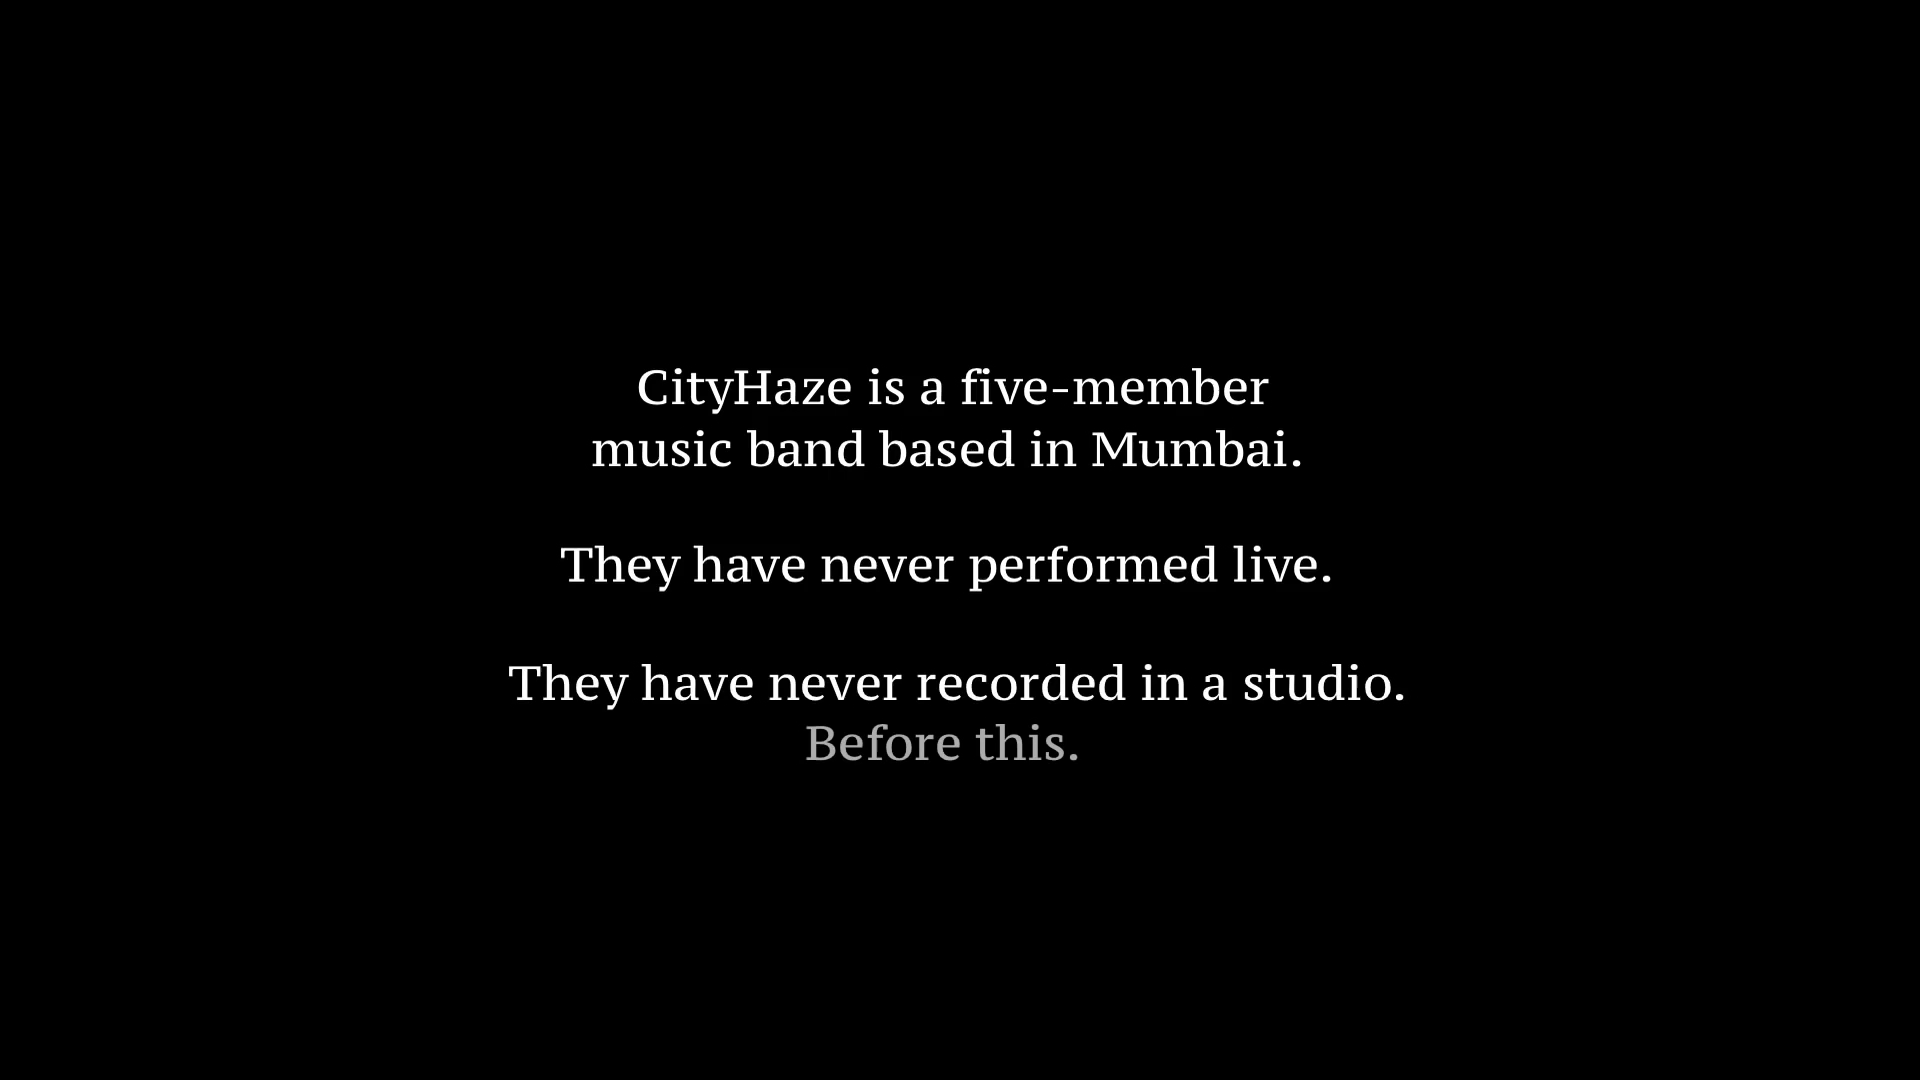 CityHaze is a five-member
music band based in Mumbai.
They have never performed live.
They have never recorded in a studio.
Before this.